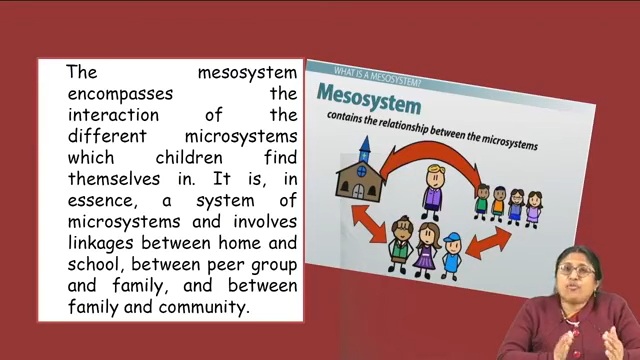 The mesosystem
encompasses the
interaction of the
different microsystems
which children find
themselves in. It is, in
essence, a system of
microsystems and involves
linkages between home and
school, between peer group
and family, and between
family and community.
WHAT IS A MESOSYSTEM?
Mesosystem
contains the relationship between the microsystems